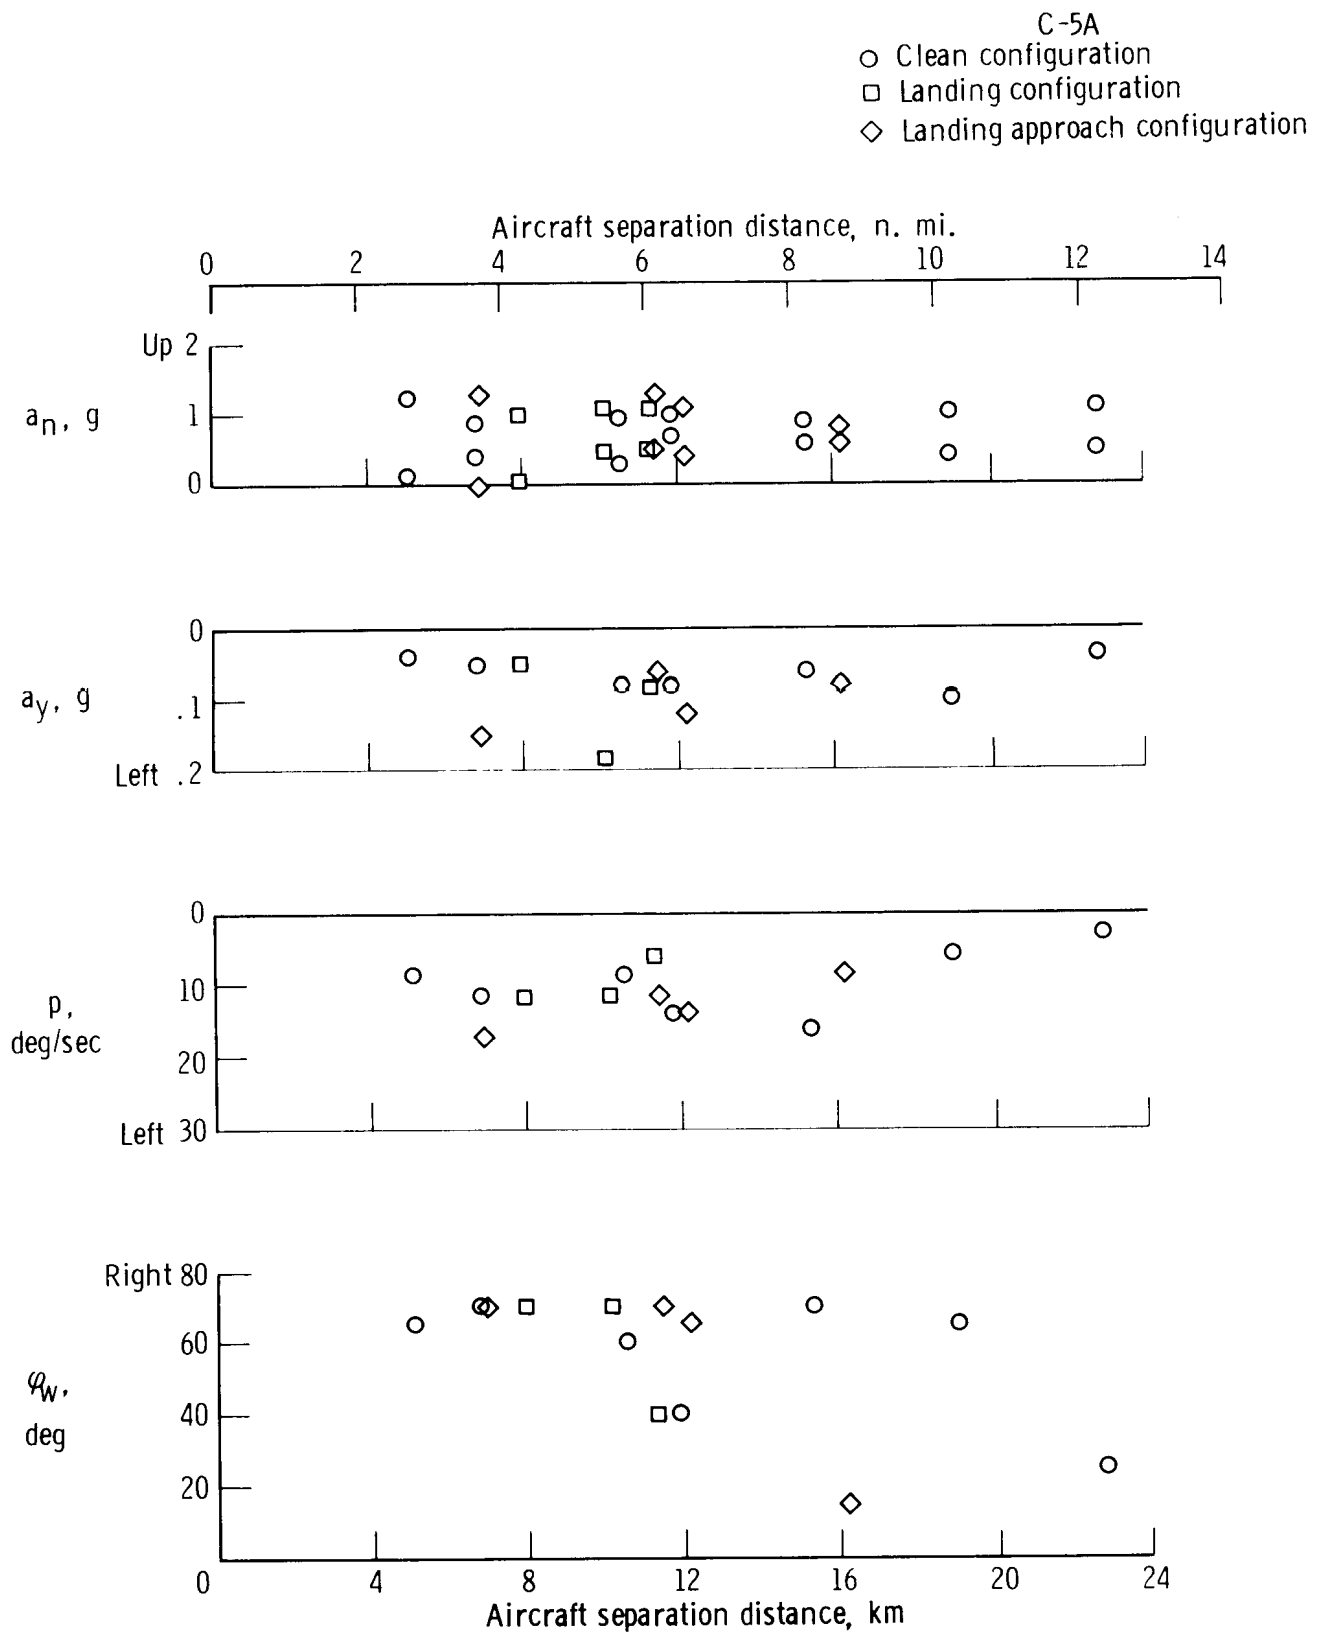 C-5A
Clean configuration
Landing configuration
Landing approach configuration
Aircraft separation distance, n. mi.
0 2 4 6 8 10 12 14
Up 2
an, g
1
0
0
ay, g
.1
Left .2
0
10
p,
deg/sec
20
Left 30
Right 80
60
φw,
deg
40
20
0 4 8 12 16 20 24
Aircraft separation distance, km